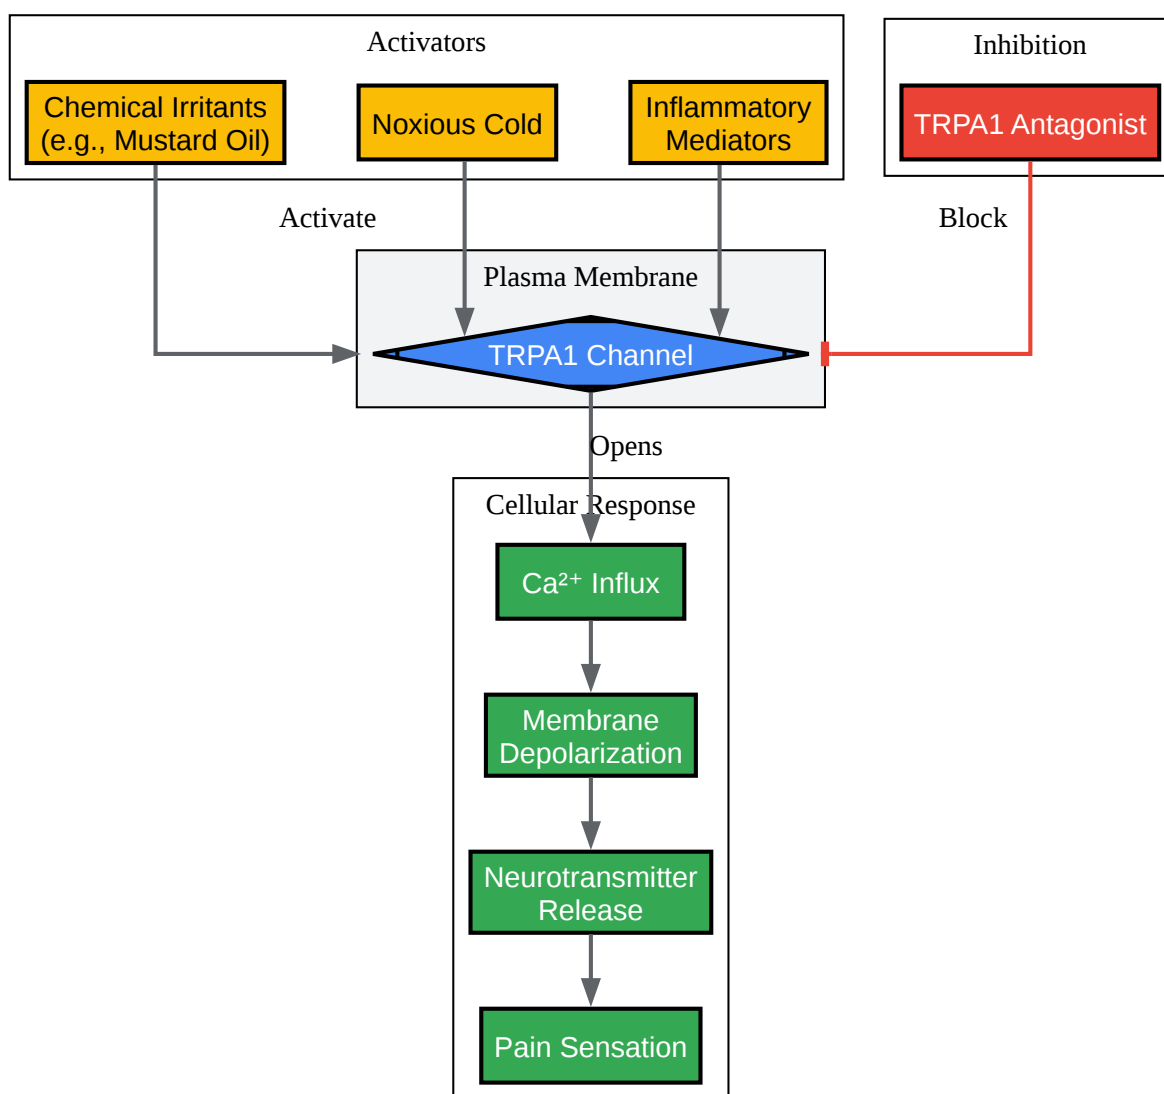 Activators
Inhibition
Chemical Irritants
(e.g., Mustard Oil)
Noxious Cold
Inflammatory
Mediators
TRPA1 Antagonist
Activate
Block
Plasma Membrane
TRPA1 Channel
Opens
Cellular Response
Ca²⁺ Influx
Membrane
Depolarization
Neurotransmitter
Release
Pain Sensation